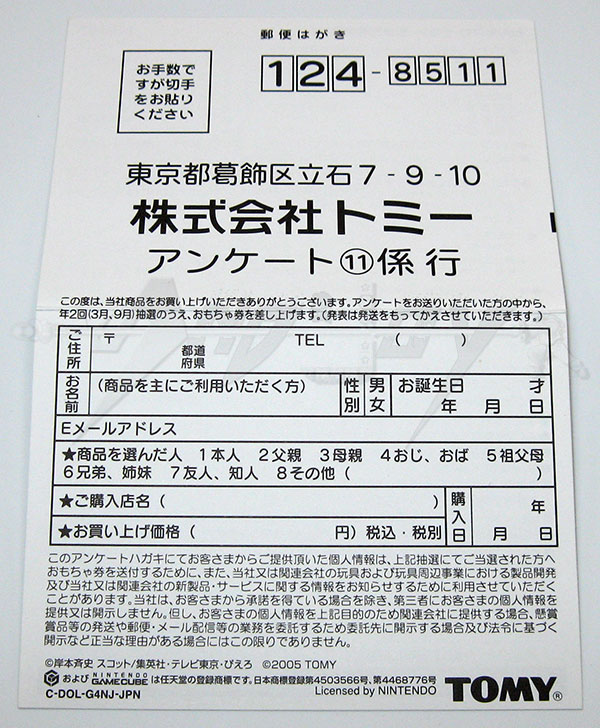 郵便はがき
お手数で
すが切手
をお貼り
ください
124-8511
東京都葛飾区立石7-9-10
株式会社トミー
アンケート⑪係 行
この度は、当社商品をお買い上げいただきありがとうございます。アンケートをお送りいただいた方の中から、
年2回(3月、9月)抽選のうえ、おもちゃ券を差し上げます。(発表は発送をもってかえさせていただきます。)
ご住所 〒 都道府県 TEL ( )
お名前 (商品を主にご利用いただく方) 性別 男女 お誕生日 才 年 月 日
Eメールアドレス
★商品を選んだ人 1本人 2父親 3母親 4おじ、おば 5祖父母
6兄弟、姉妹 7友人、知人 8その他( )
★ご購入店名( ) 購入日 年 月 日
★お買い上げ価格( 円)税込・税別
このアンケートハガキにてお客さまからご提供頂いた個人情報は、上記抽選にてご当選された方へ
おもちゃ券を送付するために、また、当社又は関連会社の玩具および玩具周辺事業における製品開発
及び当社又は関連会社の新製品・サービスに関する情報をお知らせするために利用させていただく
ことがあります。当社は、お客さまから承諾を得ている場合を除き、第三者にお客さまの個人情報を
提供又は開示しません。但し、お客さまの個人情報を上記目的のため関連会社に提供する場合、懸賞
賞品等の発送や郵便・メール配信等の業務を委託するため委託先に開示する場合及び法令に基づく
開示など正当な理由がある場合にはこの限りでありません。
©岸本斉史 スコット/集英社・テレビ東京・ぴえろ ©2005 TOMY
および NINTENDO GAMECUBE は任天堂の登録商標です。日本商標登録第4503566号、第4468776号
C-DOL-G4NJ-JPN Licensed by NINTENDO TOMY